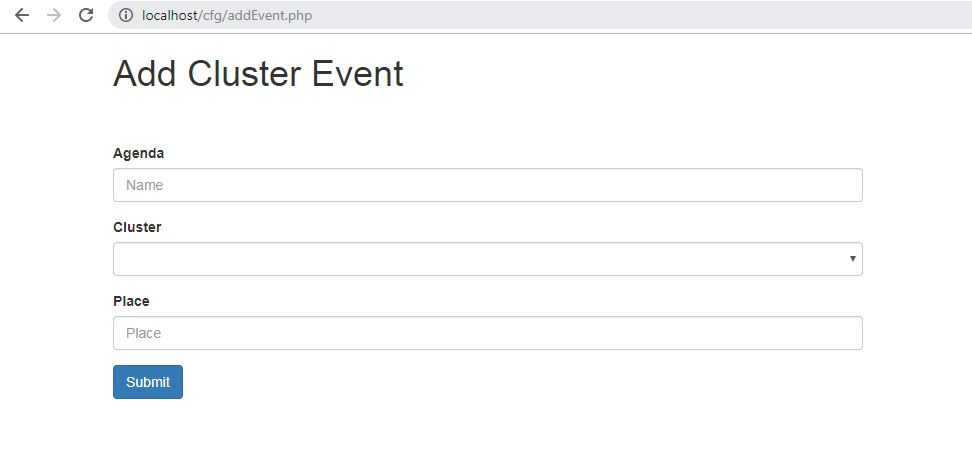 localhost/cfg/addEvent.php
Add Cluster Event
Agenda
Name
Cluster
Place
Place
Submit